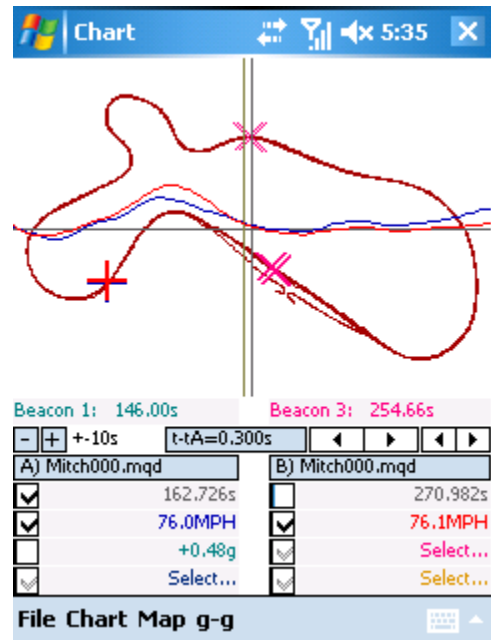 Chart 5:35
Beacon 1: 146.00s Beacon 3: 254.66s
- + +-10s t-tA=0.300s
A) Mitch000.mqd B) Mitch000.mqd
162.726s 270.982s
76.0MPH 76.1MPH
+0.48g Select...
Select... Select...
File Chart Map g-g